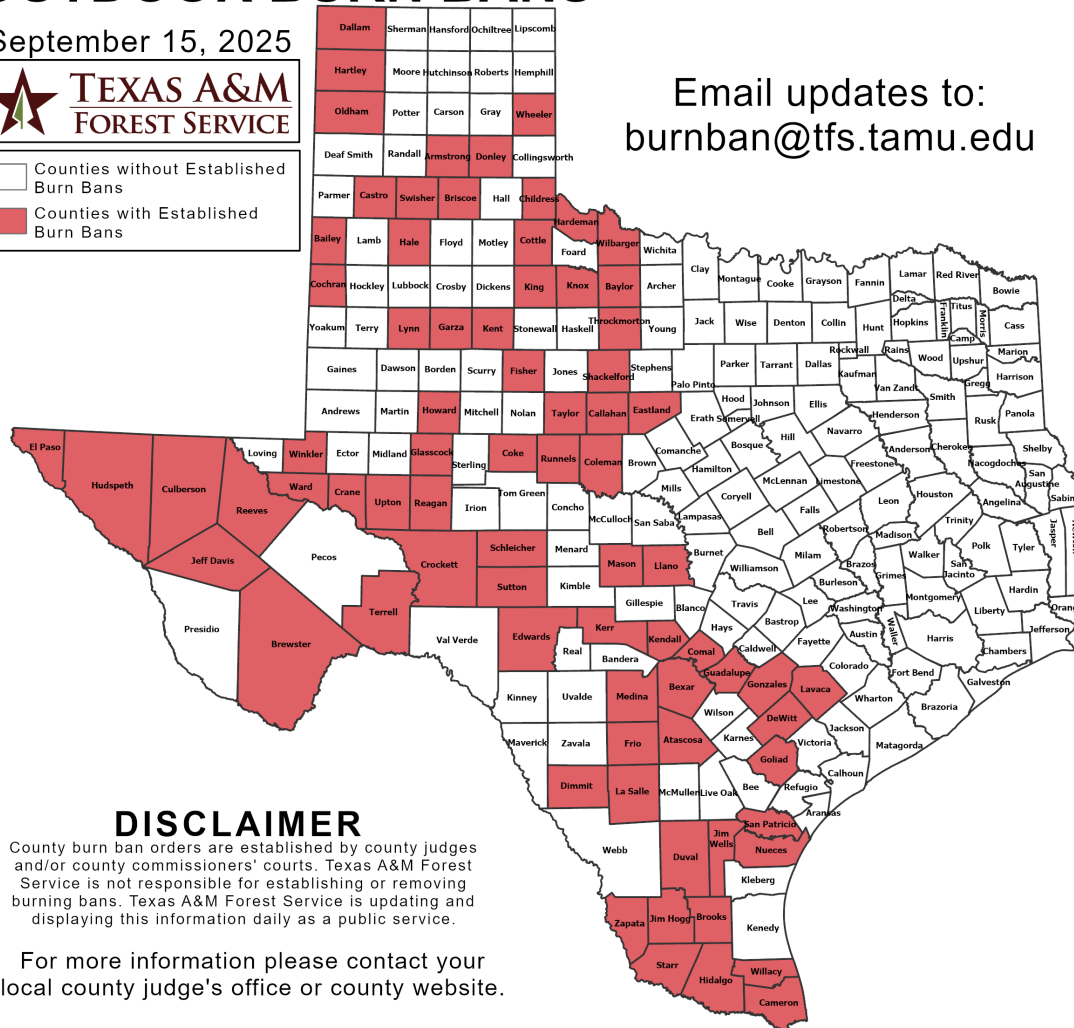 September 15, 2025
TEXAS A&M
FOREST SERVICE
Counties without Established
Burn Bans
Counties with Established
Burn Bans
Email updates to:
burnban@tfs.tamu.edu
Dallam Sherman Hansford Ochiltree Lipscomb
Hartley Moore Hutchinson Roberts Hemphill
Oldham Potter Carson Gray Wheeler
Deaf Smith Randall Armstrong Donley Collingsworth
Parmer Castro Swisher Briscoe Hall Childress
Hardeman
Bailey Lamb Hale Floyd Motley Cottle Foard Wilbarger Wichita
Clay Montague Cooke Grayson Fannin Lamar Red River Bowie
Cochran Hockley Lubbock Crosby Dickens King Knox Baylor Archer
Delta Titus Franklin Morris
Yoakum Terry Lynn Garza Kent Stonewall Haskell Throckmorton Young Jack Wise Denton Collin Hunt Hopkins Camp Cass
Rockwall Rains Wood Upshur Marion
Gaines Dawson Borden Scurry Fisher Jones Shackelford Stephens Palo Pinto Parker Tarrant Dallas Kaufman Van Zandt Gregg Harrison
Andrews Martin Howard Mitchell Nolan Taylor Callahan Eastland Erath Hood Somervell Johnson Ellis Henderson Smith Rusk Panola
El Paso Loving Winkler Ector Midland Glasscock Sterling Coke Runnels Coleman Brown Comanche Bosque Hill Navarro Anderson Cherokee Shelby
Hamilton Freestone Nacogdoches San
Augustine
Hudspeth Culberson Reeves Ward Crane Upton Reagan Irion Tom Green Concho McCulloch San Saba Mills Lampasas Coryell McLennan Limestone Leon Houston Angelina Sabin
Falls Robertson Madison Trinity Jasper
Jeff Davis Pecos Crockett Schleicher Menard Mason Llano Burnet Bell Milam Brazos Grimes Walker San
Jacinto Polk Tyler
Sutton Kimble Williamson Burleson Montgomery Hardin
Presidio Brewster Terrell Val Verde Edwards Real Kerr Gillespie Kendall Blanco Travis Lee Washington Waller Liberty Orang
Bandera Comal Hays Bastrop Caldwell Fayette Austin Harris Chambers Jefferson
Kinney Uvalde Medina Bexar Guadalupe Gonzales Lavaca Colorado Fort Bend Galveston
Wilson DeWitt Wharton Brazoria
Maverick Zavala Frio Atascosa Karnes Goliad Victoria Jackson Matagorda
Dimmit La Salle McMullen Live Oak Bee Refugio Calhoun
Aransas
San Patricio
Webb Duval Jim
Wells Nueces
Kleberg
Zapata Jim Hogg Brooks Kenedy
Starr Hidalgo Willacy
Cameron
DISCLAIMER
County burn ban orders are established by county judges
and/or county commissioners' courts. Texas A&M Forest
Service is not responsible for establishing or removing
burning bans. Texas A&M Forest Service is updating and
displaying this information daily as a public service.
For more information please contact your
local county judge's office or county website.